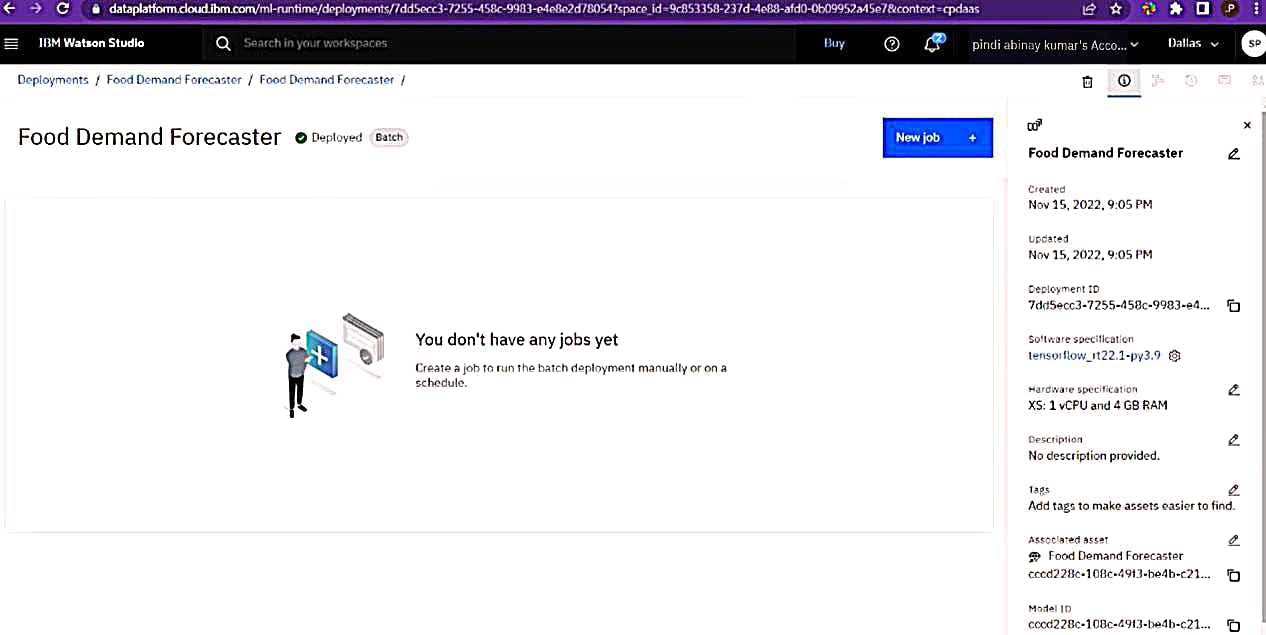 dataplatform.cloud.ibm.com/ml-runtime/deployments/7dd5ecc3-7255-458c-9983-e4e8e2d78054?space_id=9c853358-237d-4e88-afd0-0b09952a45e7&context=cpdaas
IBM Watson Studio
Search in your workspaces
Buy
2
pindi abinay kumar's Acco...
Dallas
SP
Deployments / Food Demand Forecaster / Food Demand Forecaster /
Food Demand Forecaster
Deployed
Batch
New job +
You don't have any jobs yet
Create a job to run the batch deployment manually or on a
schedule.
Food Demand Forecaster
Created
Nov 15, 2022, 9:05 PM
Updated
Nov 15, 2022, 9:05 PM
Deployment ID
7dd5ecc3-7255-458c-9983-e4...
Software specification
tensorflow_rt22.1-py3.9
Hardware specification
XS: 1 vCPU and 4 GB RAM
Description
No description provided.
Tags
Add tags to make assets easier to find.
Associated asset
Food Demand Forecaster
cccd228c-108c-49f3-be4b-c21...
Model ID
cccd228c-108c-49f3-be4b-c21...